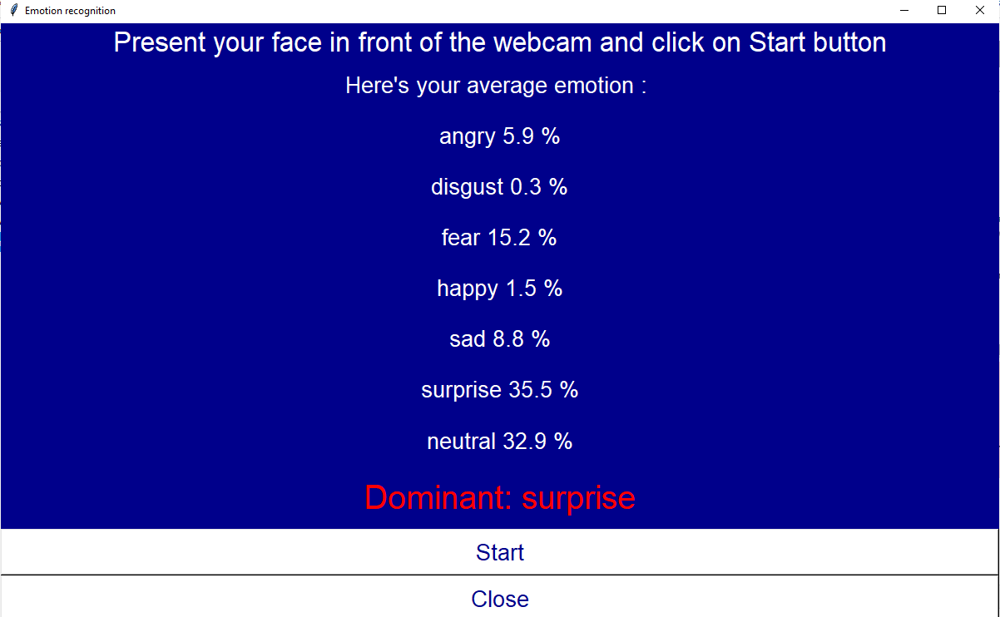 Emotion recognition
Present your face in front of the webcam and click on Start button
Here's your average emotion :
angry 5.9 %
disgust 0.3 %
fear 15.2 %
happy 1.5 %
sad 8.8 %
surprise 35.5 %
neutral 32.9 %
Dominant: surprise
Start
Close